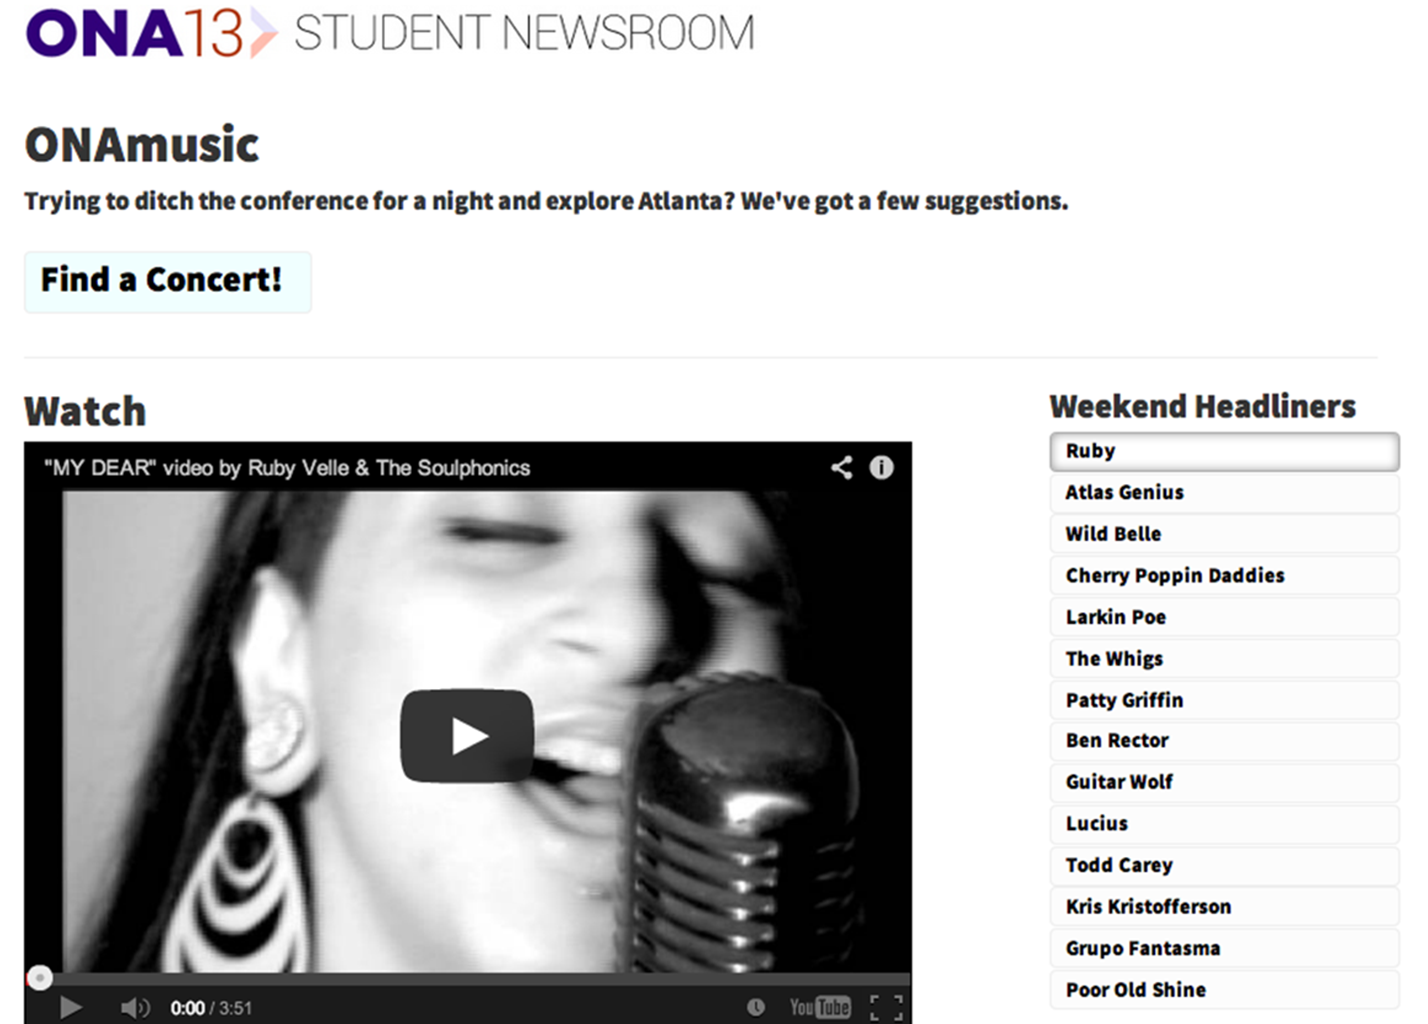 ONA13 STUDENT NEWSROOM
ONAmusic
Trying to ditch the conference for a night and explore Atlanta? We've got a few suggestions.
Find a Concert!
Watch
"MY DEAR" video by Ruby Velle & The Soulphonics
0:00 / 3:51
YouTube
Weekend Headliners
Ruby
Atlas Genius
Wild Belle
Cherry Poppin Daddies
Larkin Poe
The Whigs
Patty Griffin
Ben Rector
Guitar Wolf
Lucius
Todd Carey
Kris Kristofferson
Grupo Fantasma
Poor Old Shine